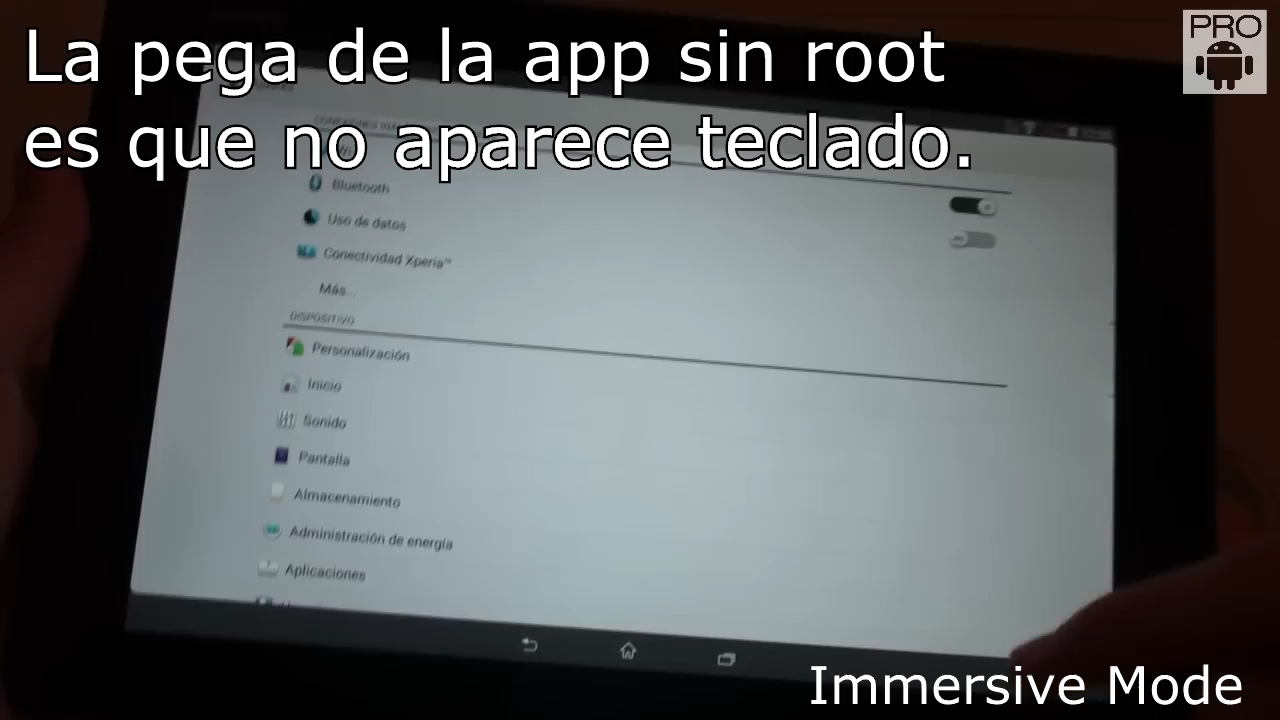 La pega de la app sin root
es que no aparece teclado.
PRO
Bluetooth
Uso de datos
Conectividad Xperia™
Más...
DISPOSITIVO
Personalización
Inicio
Sonido
Pantalla
Almacenamiento
Administración de energía
Aplicaciones
Immersive Mode